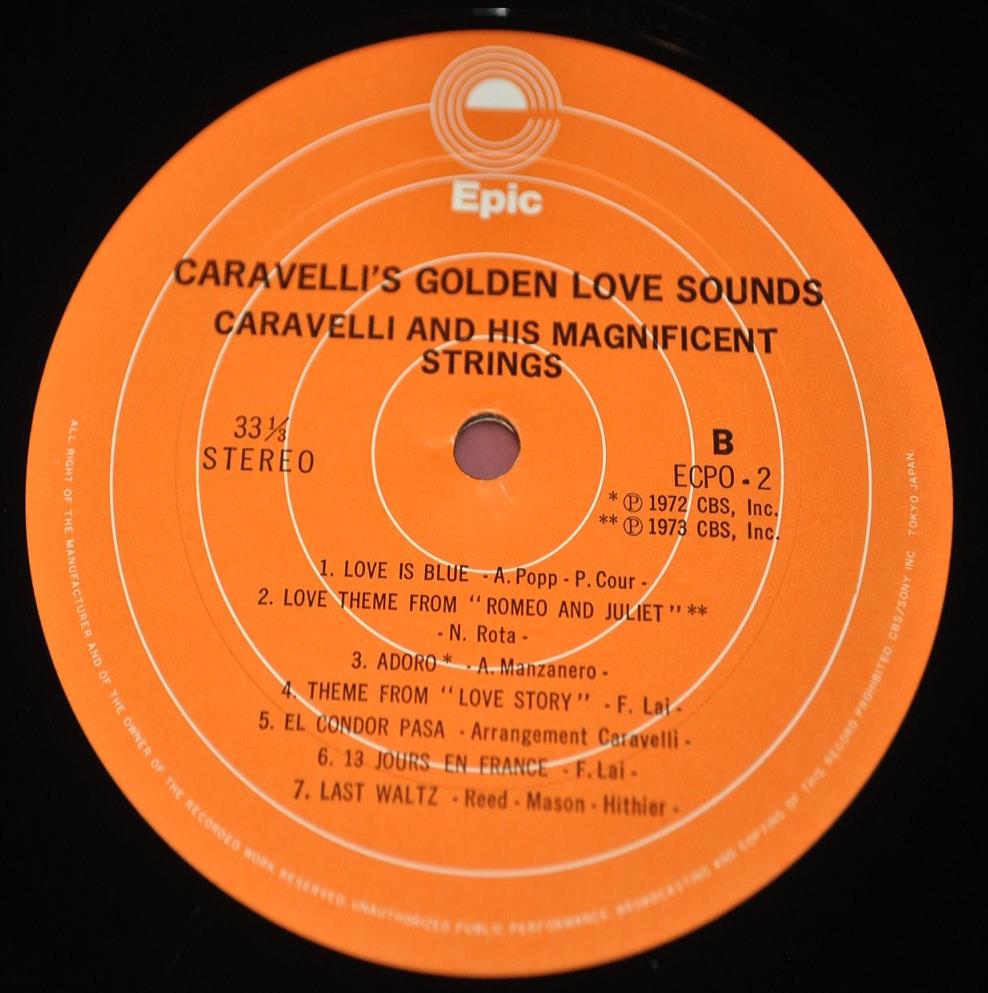 Epic
CARAVELLI'S GOLDEN LOVE SOUNDS
CARAVELLI AND HIS MAGNIFICENT
STRINGS
33⅓
STEREO
B
ECPO-2
* ℗ 1972 CBS, Inc.
** ℗ 1973 CBS, Inc.
1. LOVE IS BLUE - A. Popp - P. Cour -
2. LOVE THEME FROM "ROMEO AND JULIET" **
- N. Rota -
3. ADORO * - A. Manzanero -
4. THEME FROM "LOVE STORY" - F. Lai -
5. EL CONDOR PASA - Arrangement Caravelli -
6. 13 JOURS EN FRANCE - F. Lai -
7. LAST WALTZ - Reed - Mason - Hithier -
ALL RIGHT OF THE MANUFACTURER AND OF THE OWNER OF THE RECORDED WORK RESERVED. UNAUTHORIZED PUBLIC PERFORMANCE, BROADCASTING AND COPYING OF THIS RECORD PROHIBITED. CBS/SONY INC. TOKYO JAPAN.